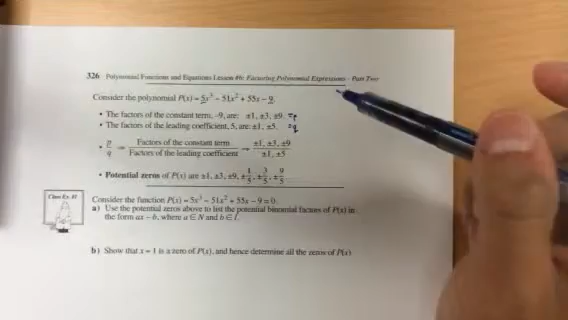 326 Polynomial Functions and Equations Lesson #6: Factoring Polynomial Expressions - Part Two
Consider the polynomial P(x) = 5x³ - 51x² + 55x - 9.
• The factors of the constant term, -9, are: ±1, ±3, ±9. =p
• The factors of the leading coefficient, 5, are: ±1, ±5. =q
• p/q → Factors of the constant term / Factors of the leading coefficient → ±1, ±3, ±9 / ±1, ±5
• Potential zeros of P(x) are ±1, ±3, ±9, ±1/5, ±3/5, ±9/5
Class Ex. #1
Consider the function P(x) = 5x³ - 51x² + 55x - 9 = 0.
a) Use the potential zeros above to list the potential binomial factors of P(x) in
the form ax - b, where a ∈ N and b ∈ I.
b) Show that x = 1 is a zero of P(x), and hence determine all the zeros of P(x)